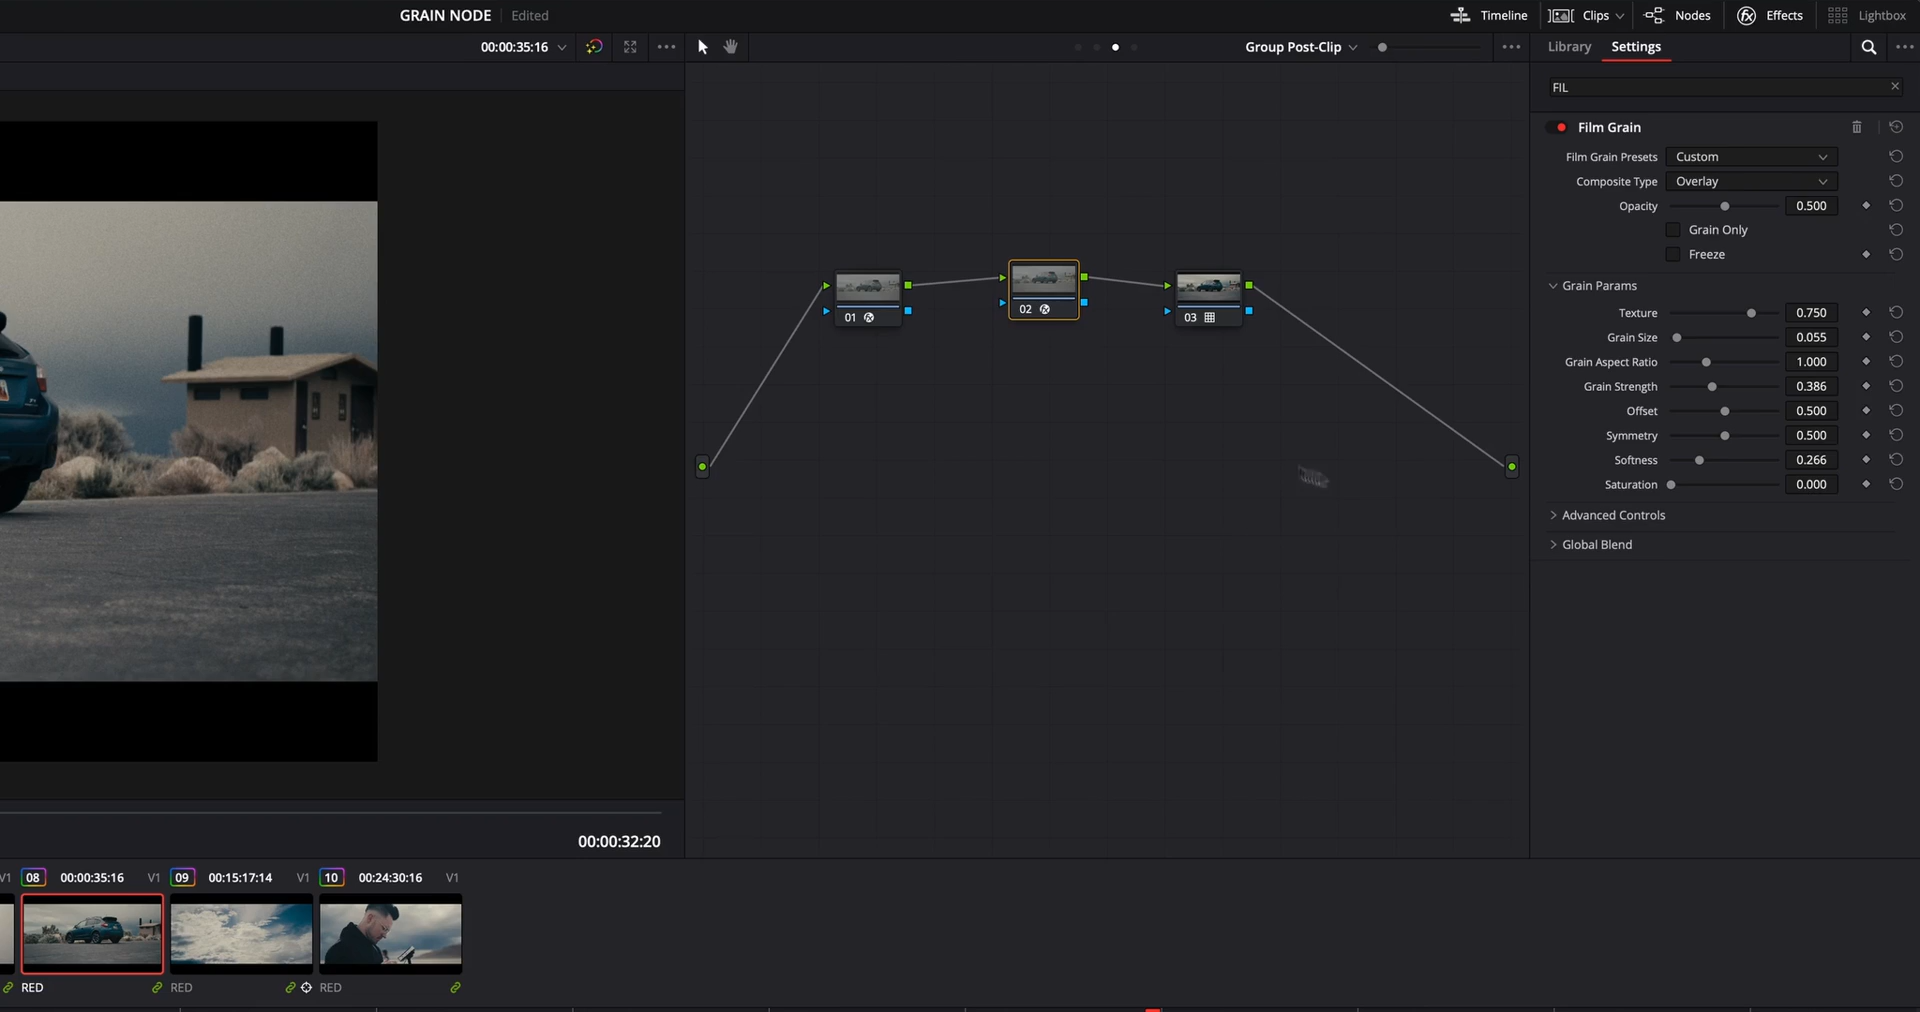 GRAIN NODE Edited
Timeline Clips Nodes Effects Lightbox
00:00:35:16 Group Post-Clip Library Settings
FIL
Film Grain
Film Grain Presets Custom
Composite Type Overlay
Opacity 0.500
Grain Only
Freeze
Grain Params
Texture 0.750
Grain Size 0.055
Grain Aspect Ratio 1.000
Grain Strength 0.386
Offset 0.500
Symmetry 0.500
Softness 0.266
Saturation 0.000
Advanced Controls
Global Blend
01 02 03
00:00:32:20
V1 08 00:00:35:16 V1 09 00:15:17:14 V1 10 00:24:30:16 V1
RED RED RED